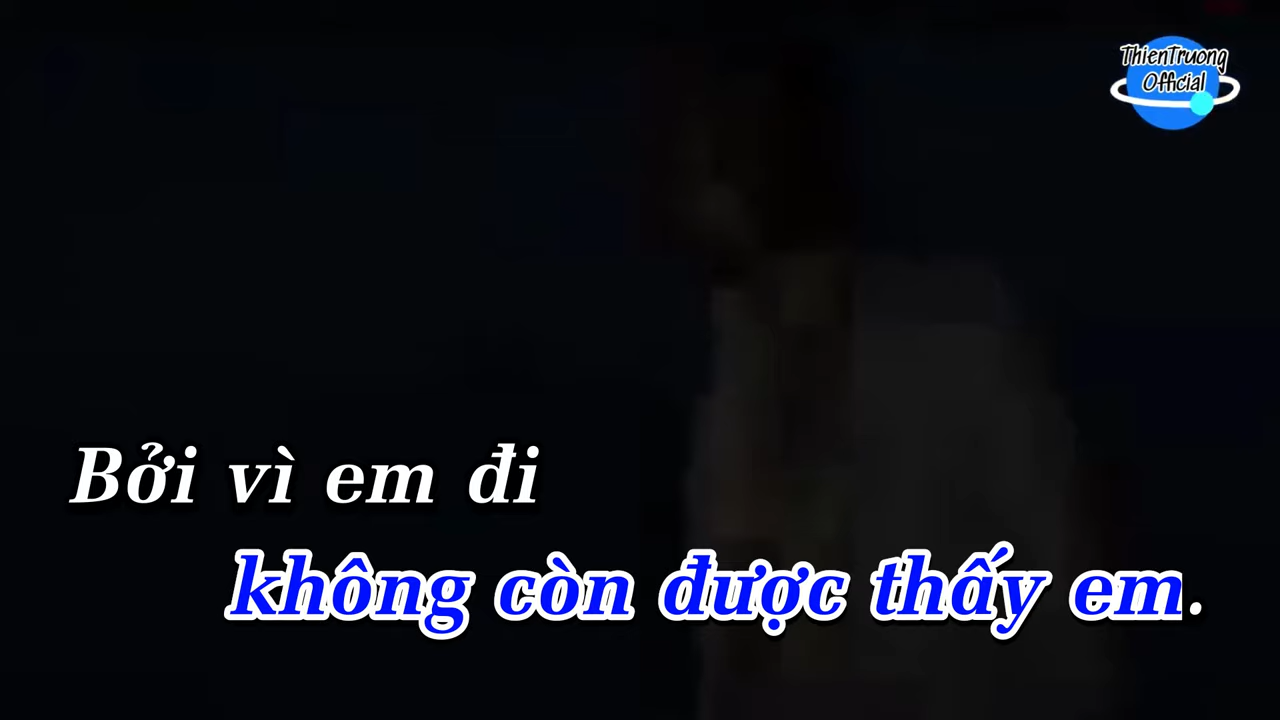 ThienTruong
Official
Bởi vì em đi
không còn được thấy em.